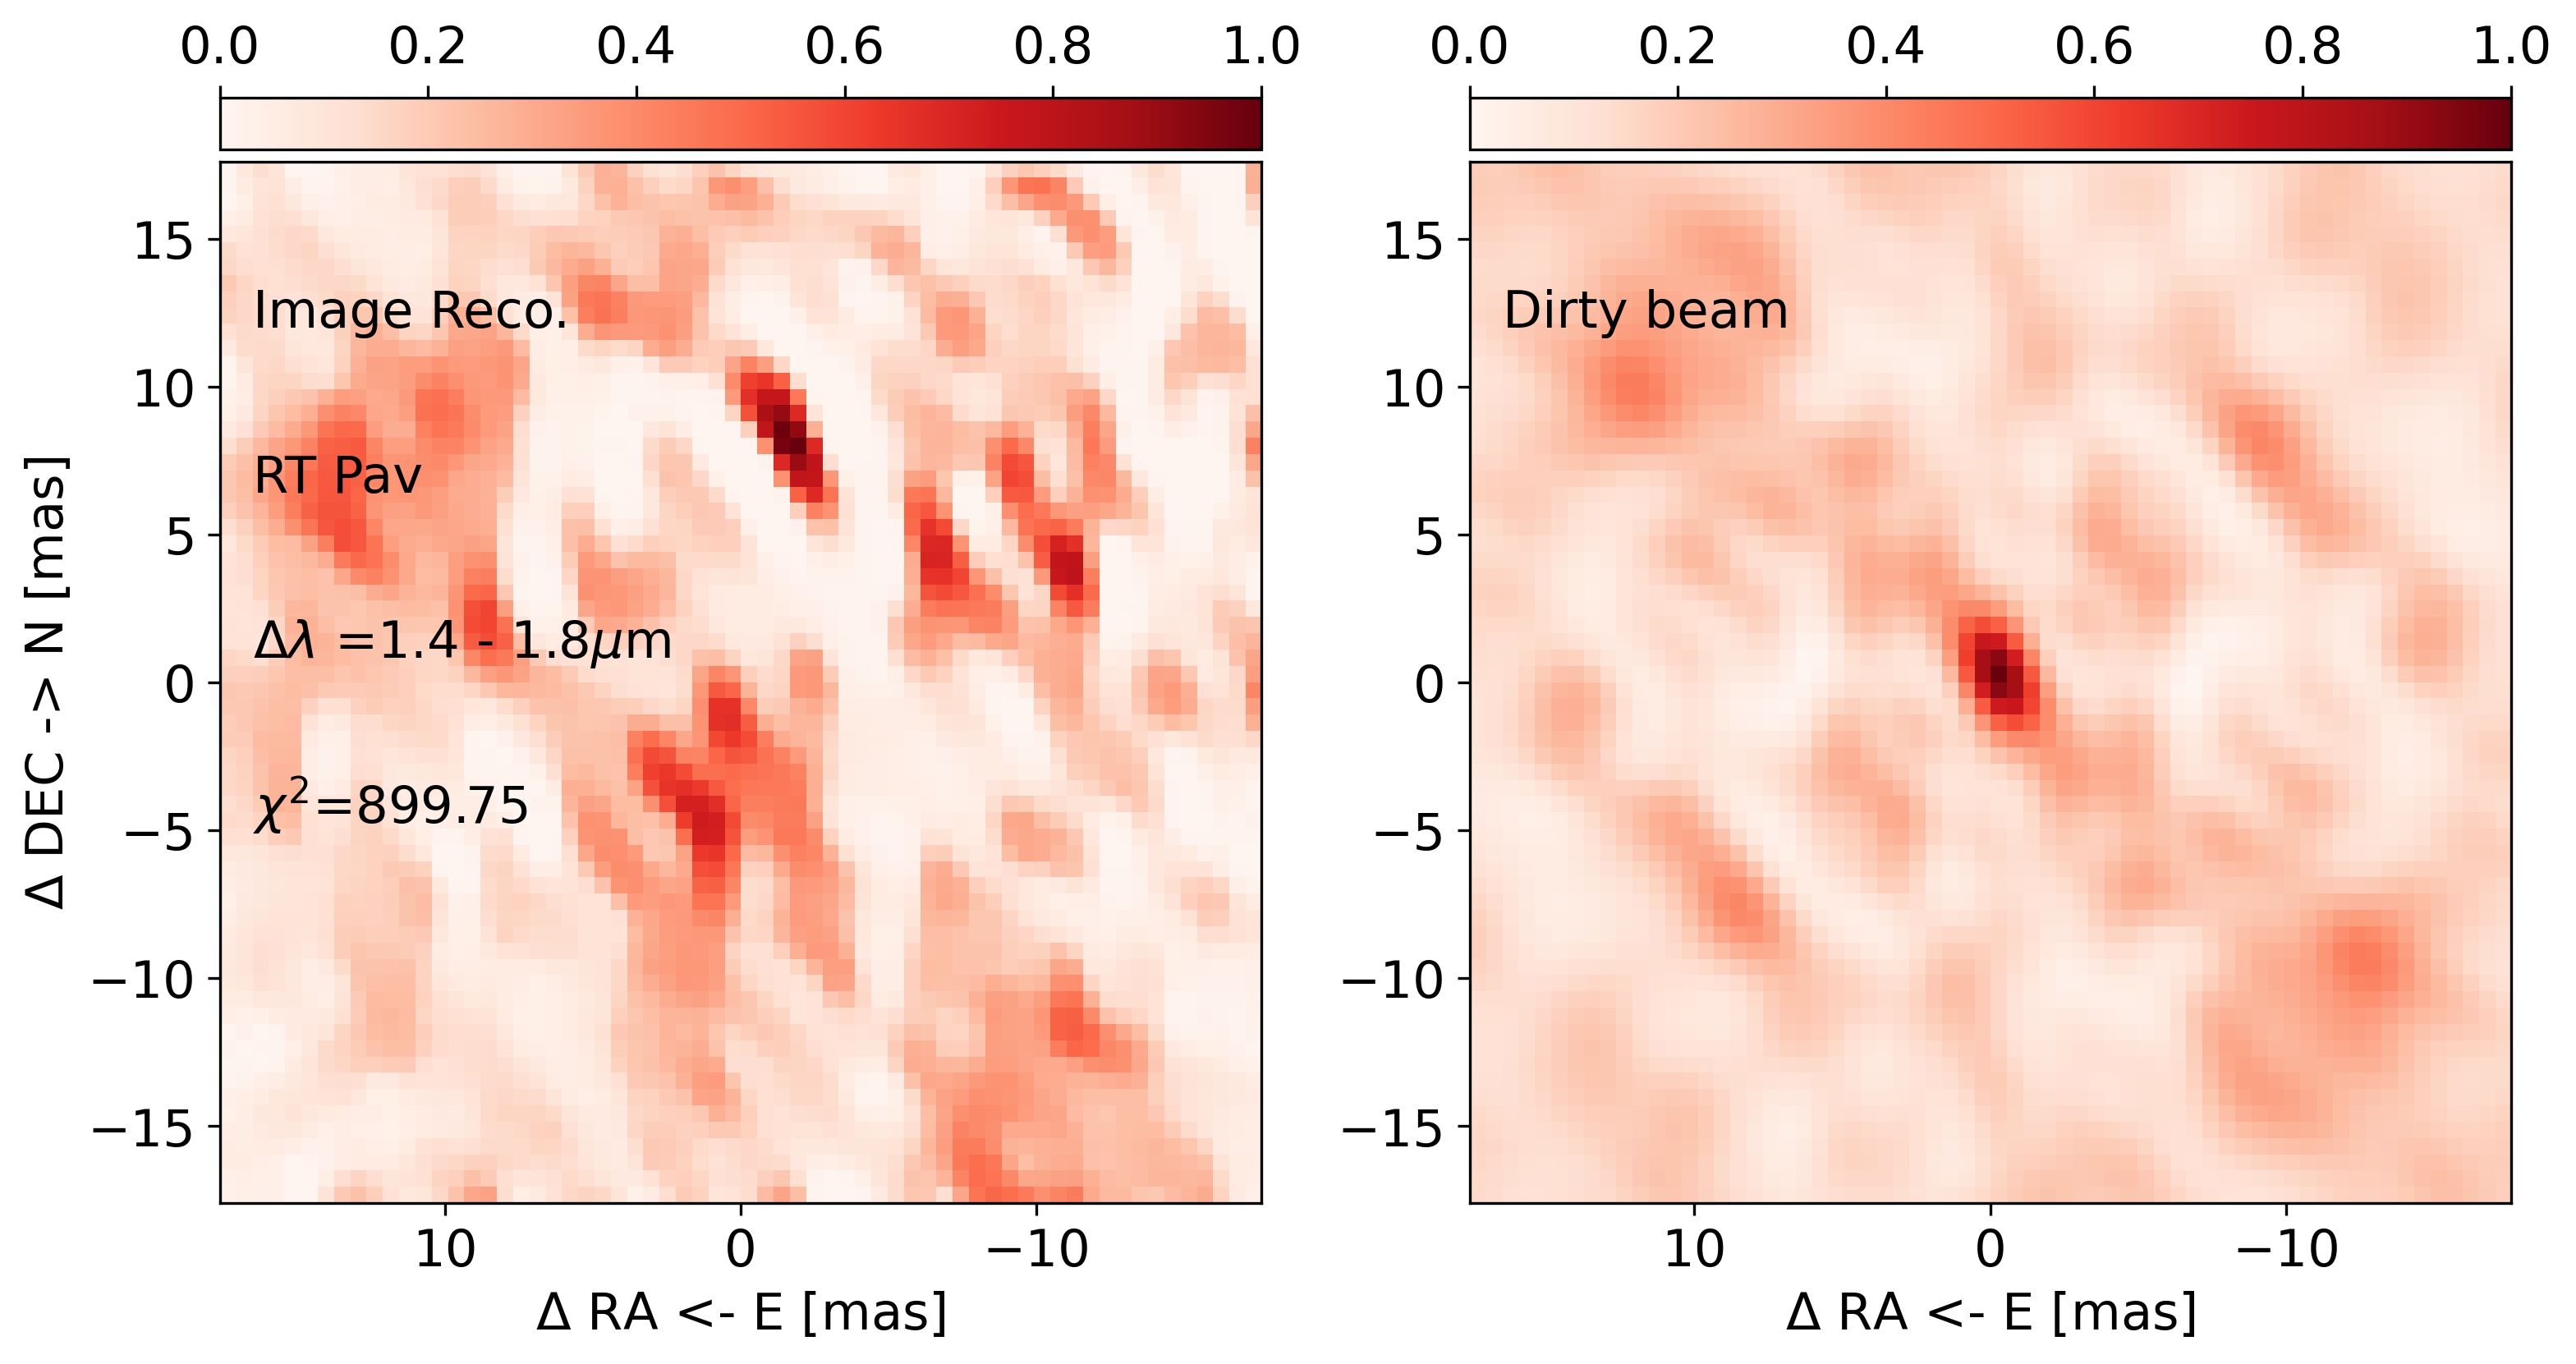 0.0 0.2 0.4 0.6 0.8 1.0
0.0 0.2 0.4 0.6 0.8 1.0
Image Reco.
RT Pav
Δλ =1.4 - 1.8μm
χ²=899.75
15
10
5
0
−5
−10
−15
Δ DEC -> N [mas]
10 0 −10
Δ RA <- E [mas]
Dirty beam
15
10
5
0
−5
−10
−15
10 0 −10
Δ RA <- E [mas]